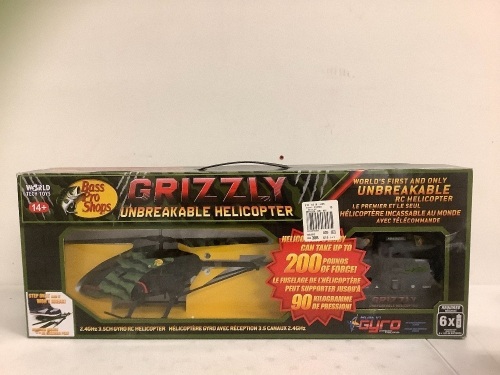 WORLD
TECH TOYS
14+
Bass
Pro
Shops
GRIZZLY
UNBREAKABLE HELICOPTER
WORLD'S FIRST AND ONLY
UNBREAKABLE
RC HELICOPTER
LE PREMIER ET LE SEUL
HÉLICOPTÈRE INCASSABLE AU MONDE
AVEC TÉLÉCOMMANDE
CAN TAKE UP TO
200 POUNDS
OF FORCE!
LE FUSELAGE DE L'HÉLICOPTÈRE
PEUT SUPPORTER JUSQU'À
90 KILOGRAMME
DE PRESSION!
2.4GHz 3.5CH GYRO RC HELICOPTER
HÉLICOPTÈRE GYRO AVEC RÉCEPTION 3.5 CANAUX 2.4GHz
GRIZZLY
Gyro
6x